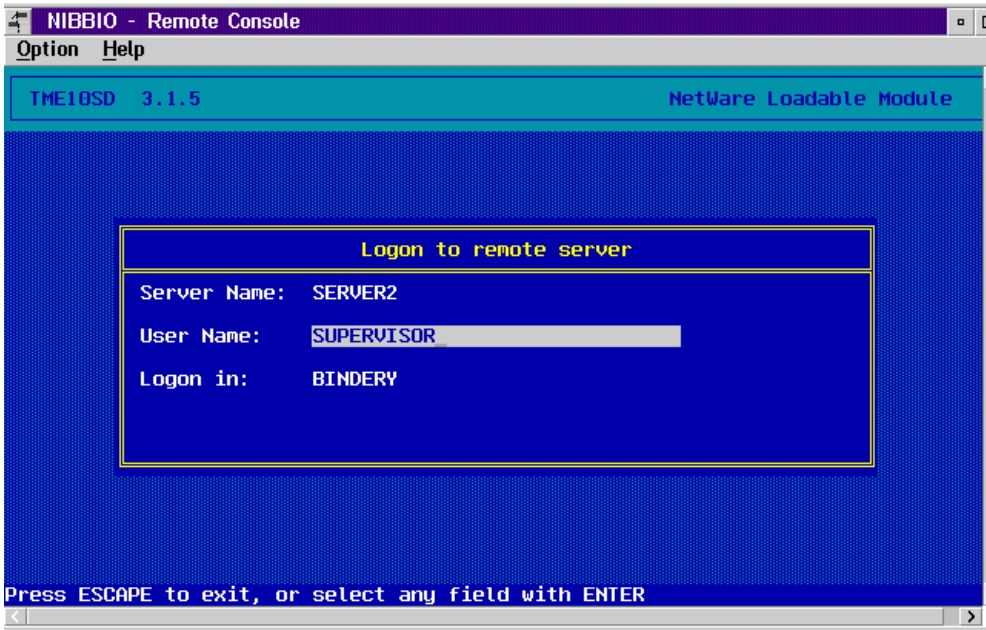 NIBBIO - Remote Console
Option Help
TME10SD 3.1.5 NetWare Loadable Module
Logon to remote server
Server Name: SERVER2
User Name: SUPERVISOR_
Logon in: BINDERY
Press ESCAPE to exit, or select any field with ENTER